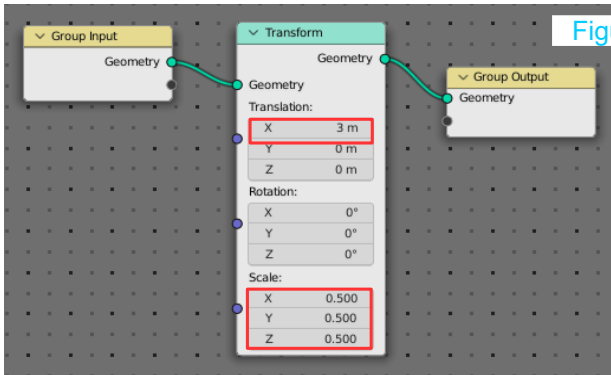 Group Input
Geometry
Transform
Geometry
Geometry
Translation:
X 3 m
Y 0 m
Z 0 m
Rotation:
X 0°
Y 0°
Z 0°
Scale:
X 0.500
Y 0.500
Z 0.500
Group Output
Geometry